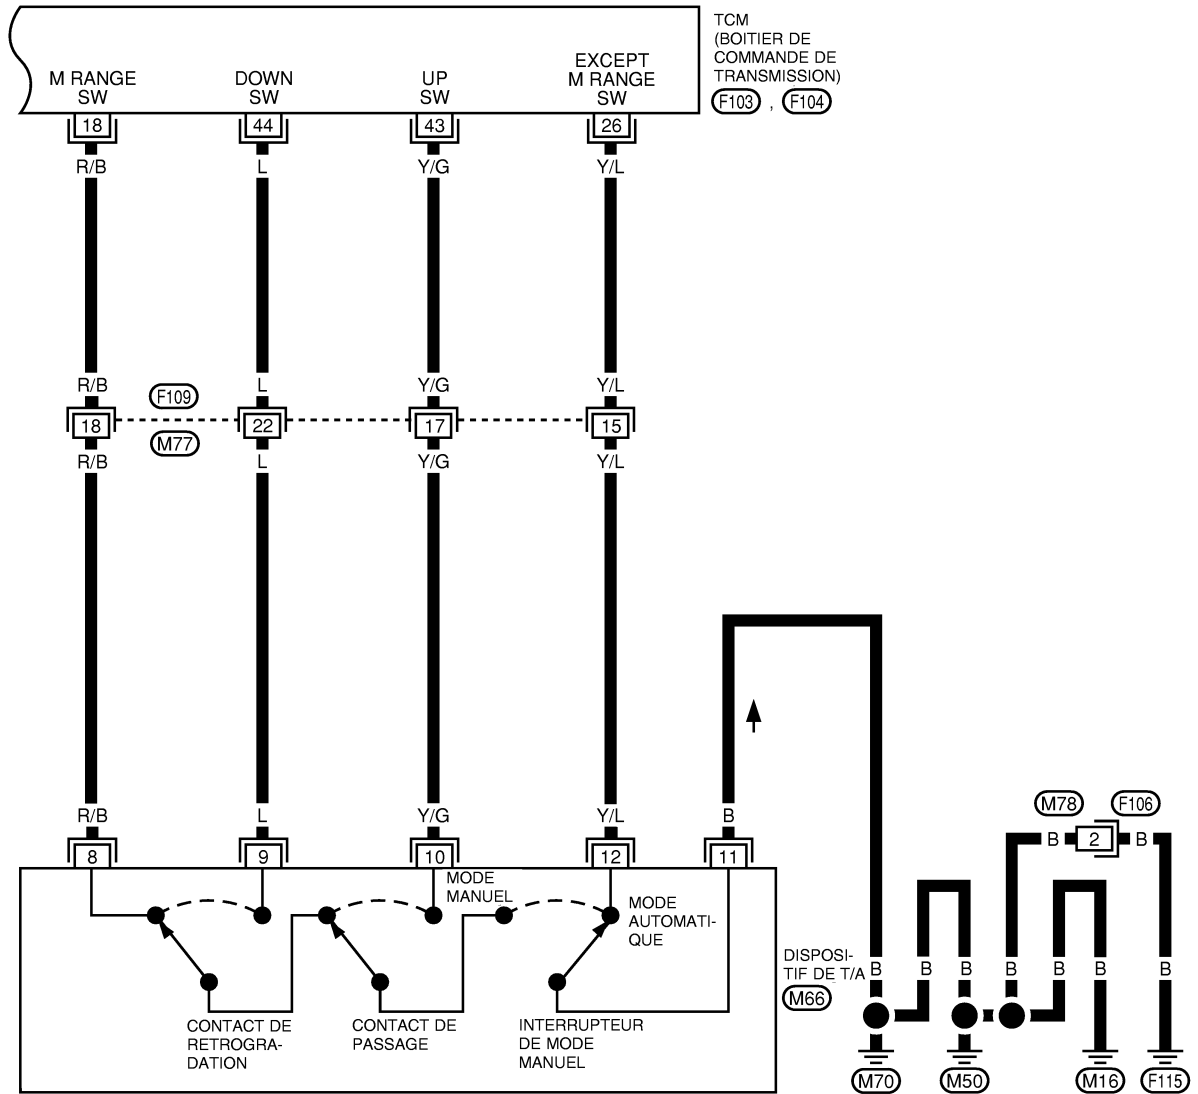 TCM
(BOITIER DE
COMMANDE DE
TRANSMISSION)
F103 , F104
M RANGE
SW
DOWN
SW
UP
SW
EXCEPT
M RANGE
SW
18 44 43 26
R/B L Y/G Y/L
R/B L Y/G Y/L
F109
18 22 17 15
M77
R/B L Y/G Y/L
R/B L Y/G Y/L B
M78 F106
B 2 B
8 9 10 12 11
MODE
MANUEL
MODE
AUTOMATI-
QUE
DISPOSI-
TIF DE T/A
M66
B B B B B B B
CONTACT DE
RETROGRA-
DATION
CONTACT DE
PASSAGE
INTERRUPTEUR
DE MODE
MANUEL
M70 M50 M16 F115